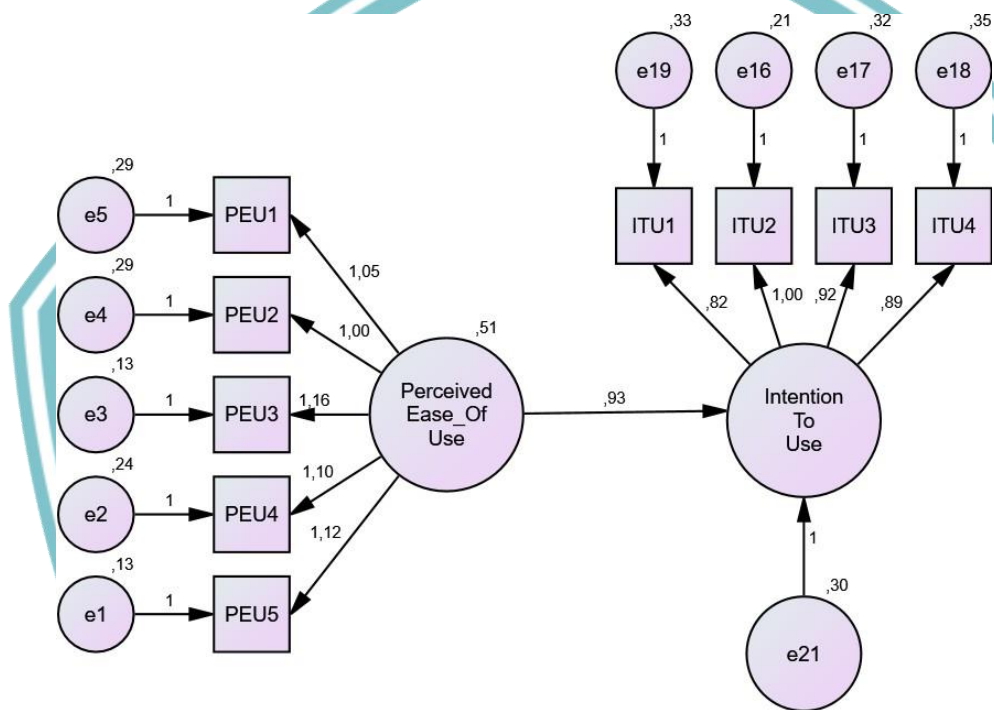 ,33
,21
,32
,35
e19
e16
e17
e18
1
1
1
1
ITU1
ITU2
ITU3
ITU4
,82
1,00
,92
,89
,29
e5
1
PEU1
,29
e4
1
PEU2
,13
e3
1
PEU3
,24
e2
1
PEU4
,13
e1
1
PEU5
1,05
1,00
1,16
1,10
1,12
,51
Perceived
Ease_Of
Use
,93
Intention
To
Use
1
,30
e21